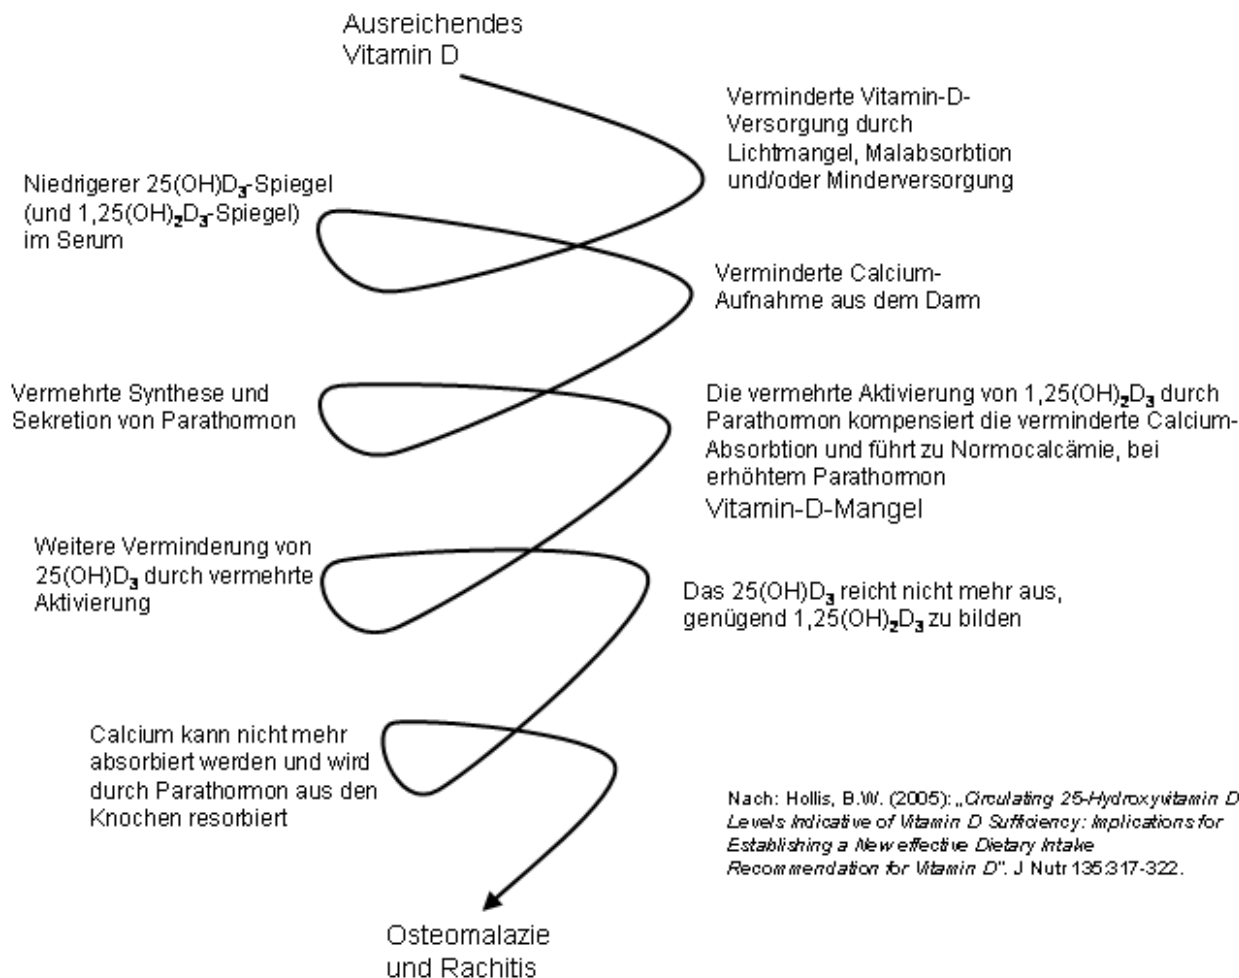 Ausreichendes
Vitamin D
Verminderte Vitamin-D-
Versorgung durch
Lichtmangel, Malabsorbtion
und/oder Minderversorgung
Niedrigerer 25(OH)D₃-Spiegel
(und 1,25(OH)₂D₃-Spiegel)
im Serum
Verminderte Calcium-
Aufnahme aus dem Darm
Vermehrte Synthese und
Sekretion von Parathormon
Die vermehrte Aktivierung von 1,25(OH)₂D₃ durch
Parathormon kompensiert die verminderte Calcium-
Absorbtion und führt zu Normocalcämie, bei
erhöhtem Parathormon
Vitamin-D-Mangel
Weitere Verminderung von
25(OH)D₃ durch vermehrte
Aktivierung
Das 25(OH)D₃ reicht nicht mehr aus,
genügend 1,25(OH)₂D₃ zu bilden
Calcium kann nicht mehr
absorbiert werden und wird
durch Parathormon aus den
Knochen resorbiert
Nach: Hollis, B.W. (2005): „Circulating 25-Hydroxyvitamin D
Levels Indicative of Vitamin D Sufficiency: Implications for
Establishing a New effective Dietary Intake
Recommendation for Vitamin D". J Nutr 135:317-322.
Osteomalazie
und Rachitis